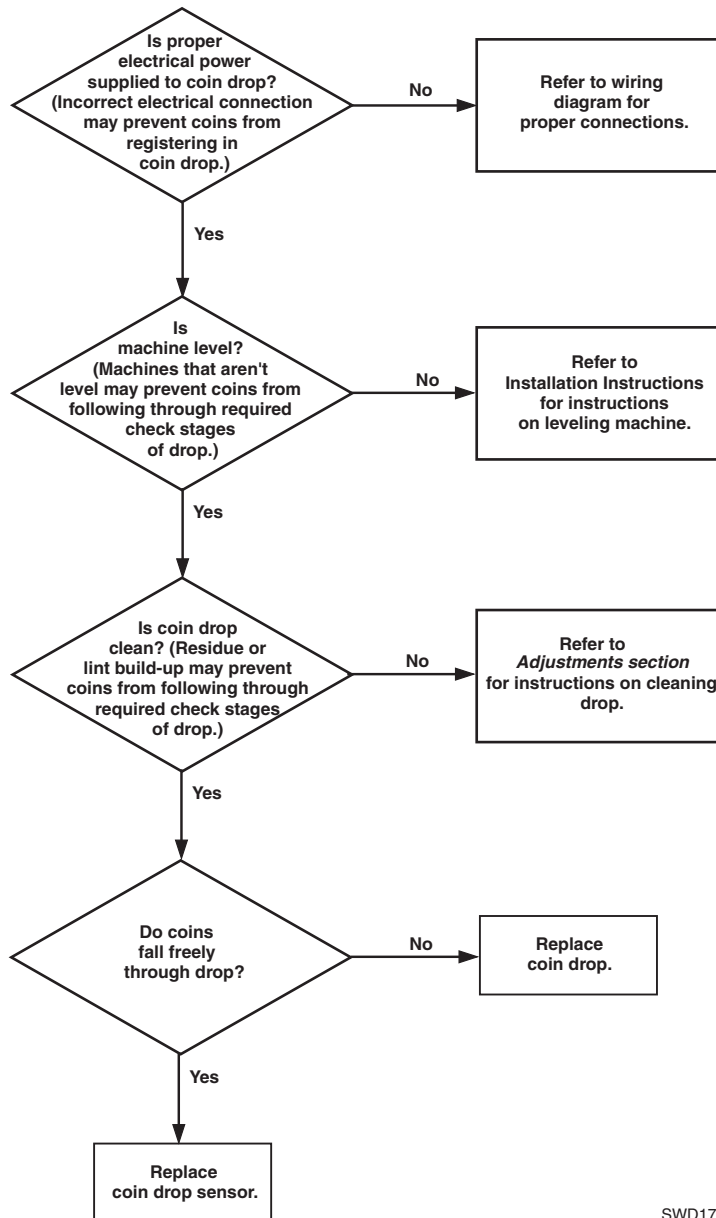 Is proper
electrical power
supplied to coin drop?
(Incorrect electrical connection
may prevent coins from
registering in
coin drop.)
No
Refer to wiring
diagram for
proper connections.
Yes
Is
machine level?
(Machines that aren't
level may prevent coins from
following through required
check stages
of drop.)
No
Refer to
Installation Instructions
for instructions
on leveling machine.
Yes
Is coin drop
clean? (Residue or
lint build-up may prevent
coins from following through
required check stages
of drop.)
No
Refer to
Adjustments section
for instructions on cleaning
drop.
Yes
Do coins
fall freely
through drop?
No
Replace
coin drop.
Yes
Replace
coin drop sensor.
SWD17